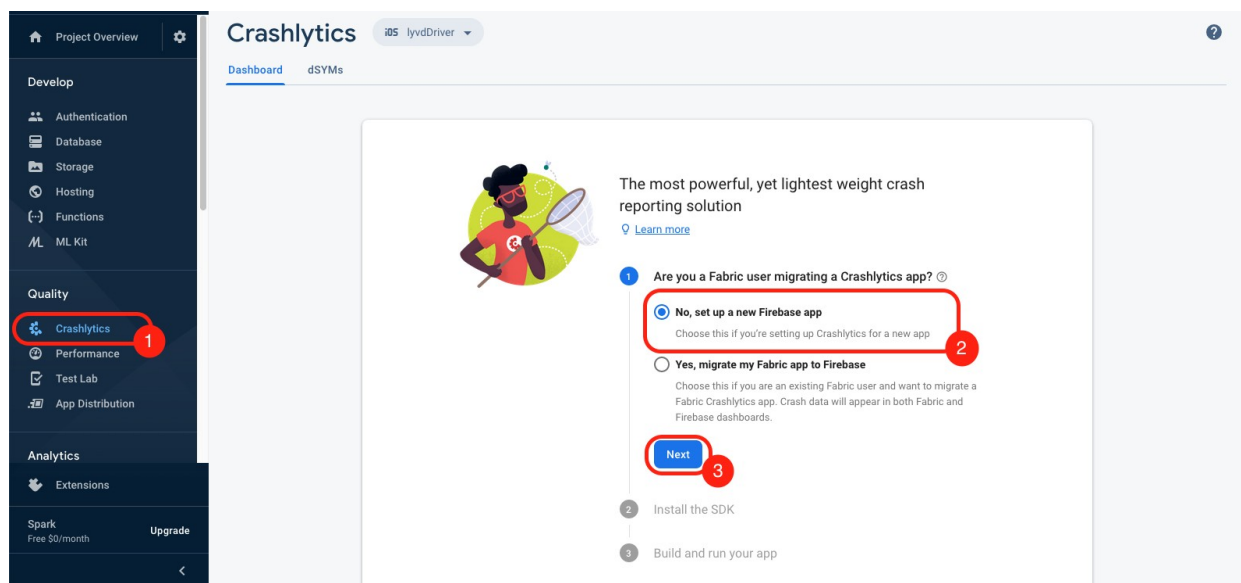 Project Overview
Develop
Authentication
Database
Storage
Hosting
Functions
ML Kit
Quality
Crashlytics
1
Performance
Test Lab
App Distribution
Analytics
Extensions
Spark
Free $0/month
Upgrade
Crashlytics
iOS lyvdDriver
Dashboard dSYMs
The most powerful, yet lightest weight crash
reporting solution
Learn more
1 Are you a Fabric user migrating a Crashlytics app?
No, set up a new Firebase app
Choose this if you're setting up Crashlytics for a new app
2
Yes, migrate my Fabric app to Firebase
Choose this if you are an existing Fabric user and want to migrate a
Fabric Crashlytics app. Crash data will appear in both Fabric and
Firebase dashboards.
Next
3
2 Install the SDK
3 Build and run your app